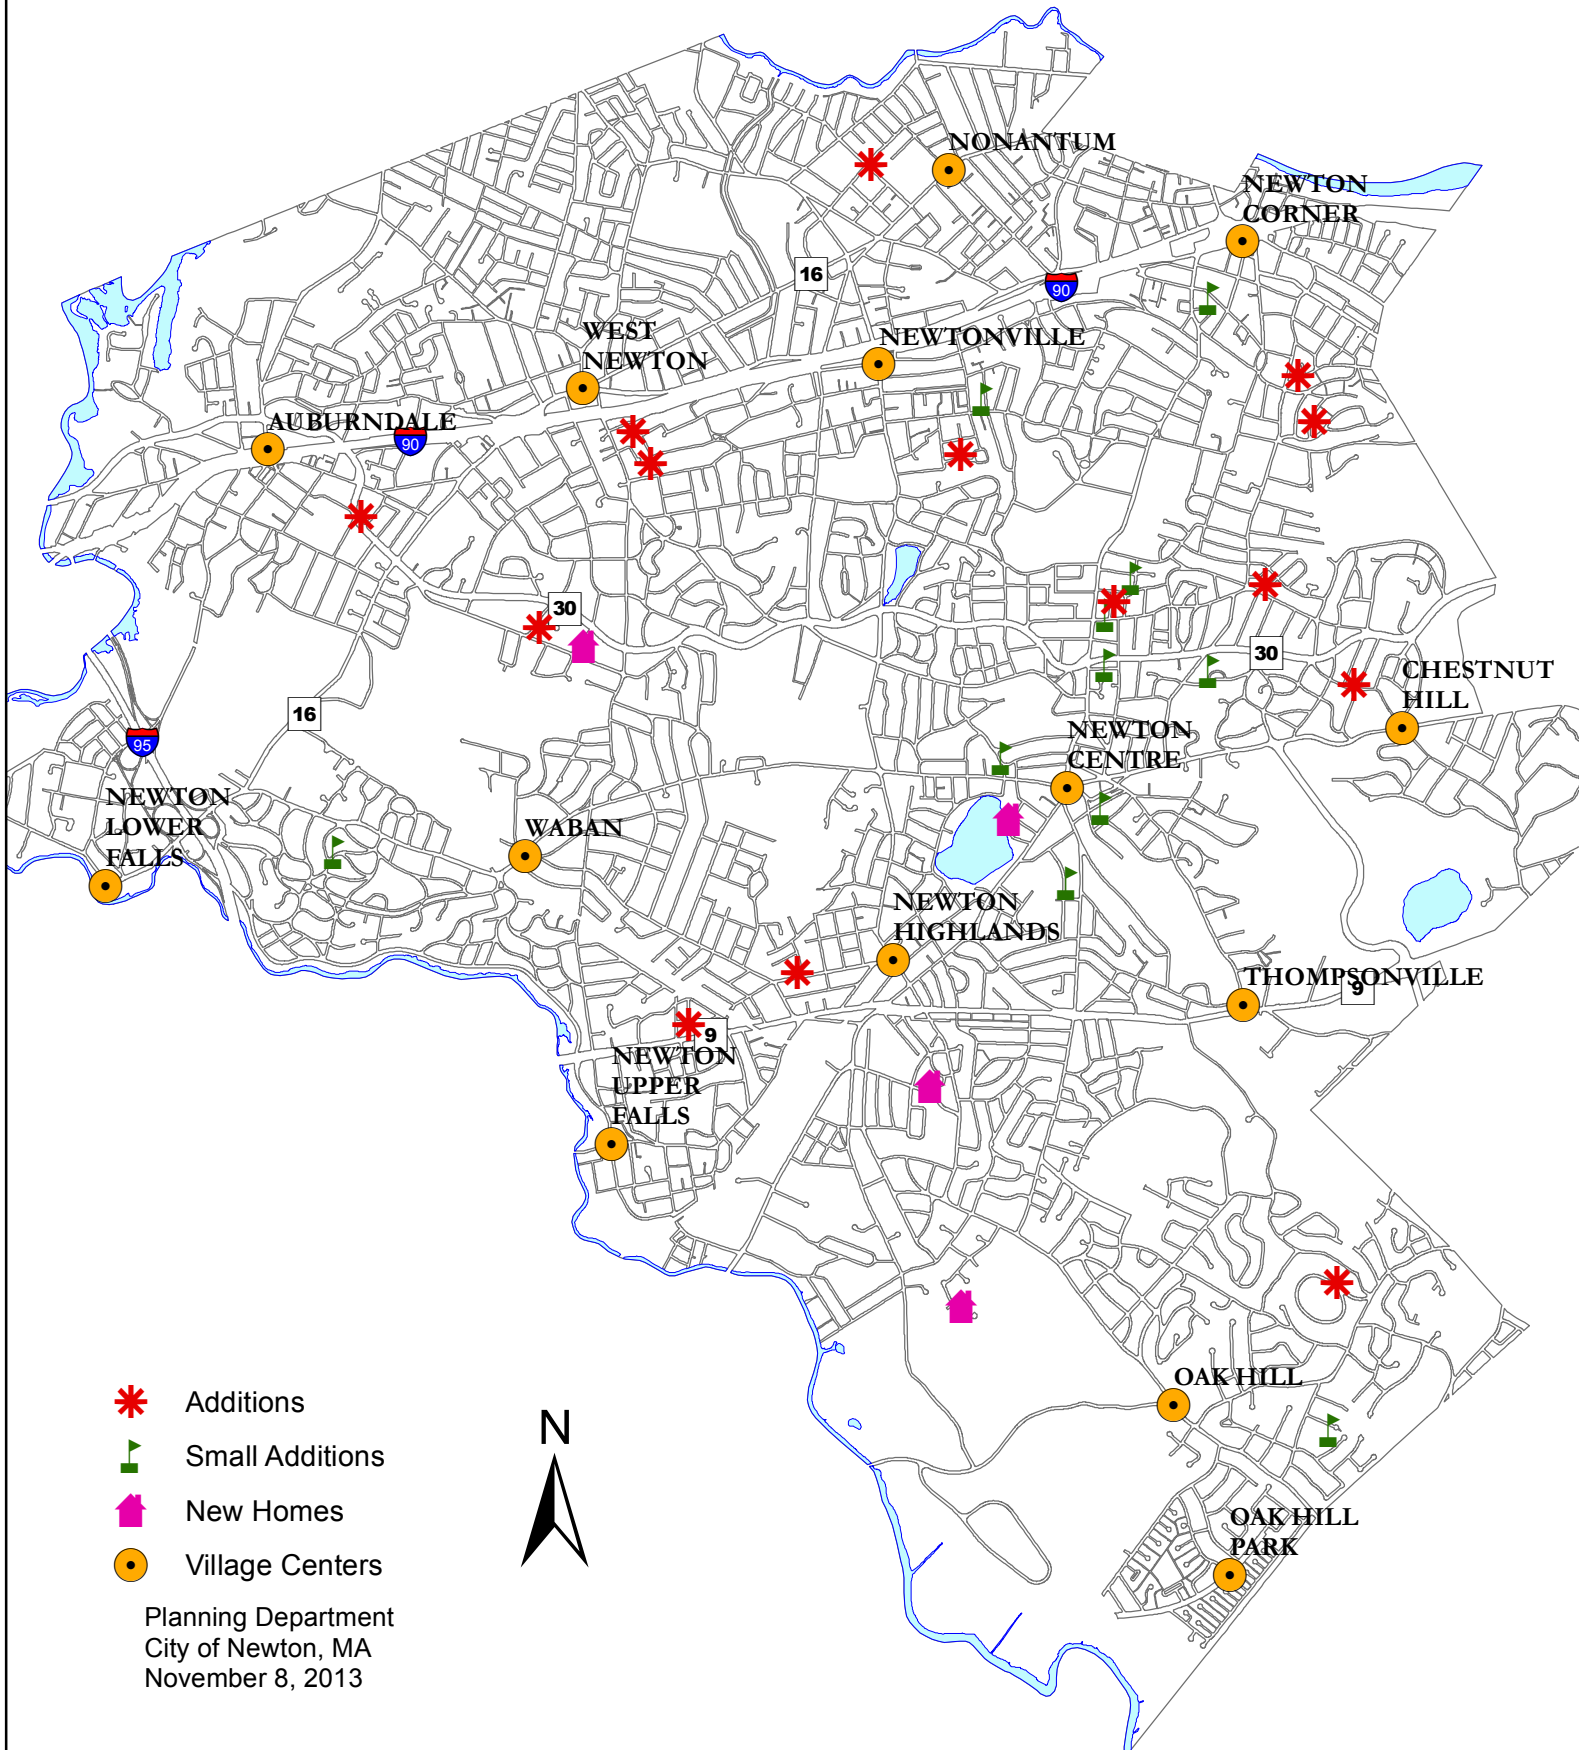 NONANTUM
NEWTON
CORNER
16
90
WEST
NEWTON
NEWTONVILLE
AUBURNDALE
90
30
30
CHESTNUT
HILL
16
95
NEWTON
CENTRE
NEWTON
LOWER
FALLS
WABAN
NEWTON
HIGHLANDS
THOMPSONVILLE
9
9
NEWTON
UPPER
FALLS
OAK HILL
OAK HILL
PARK
N
Additions
Small Additions
New Homes
Village Centers
Planning Department
City of Newton, MA
November 8, 2013